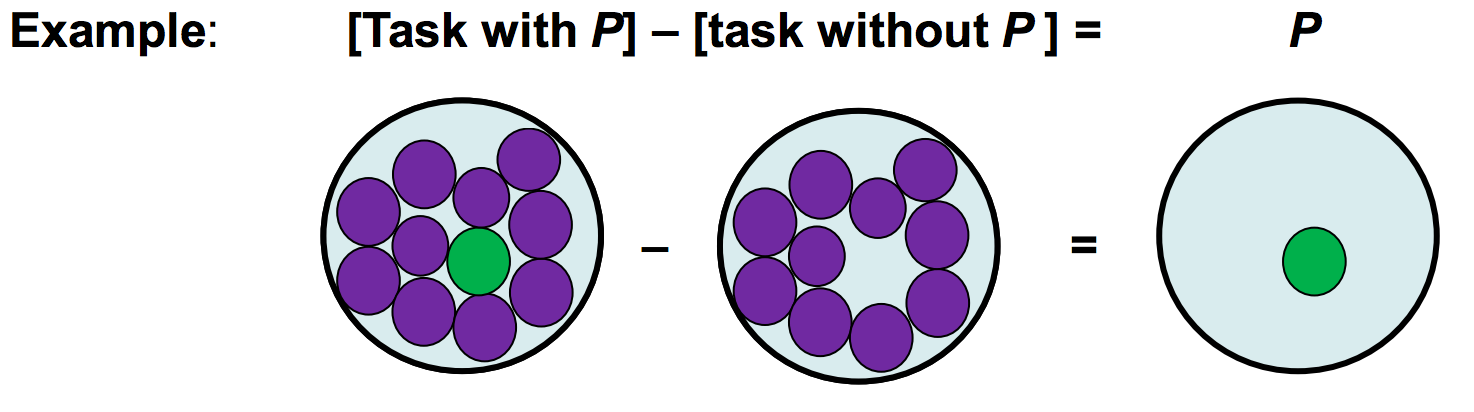 Example: [Task with P] – [task without P ] = P
– =